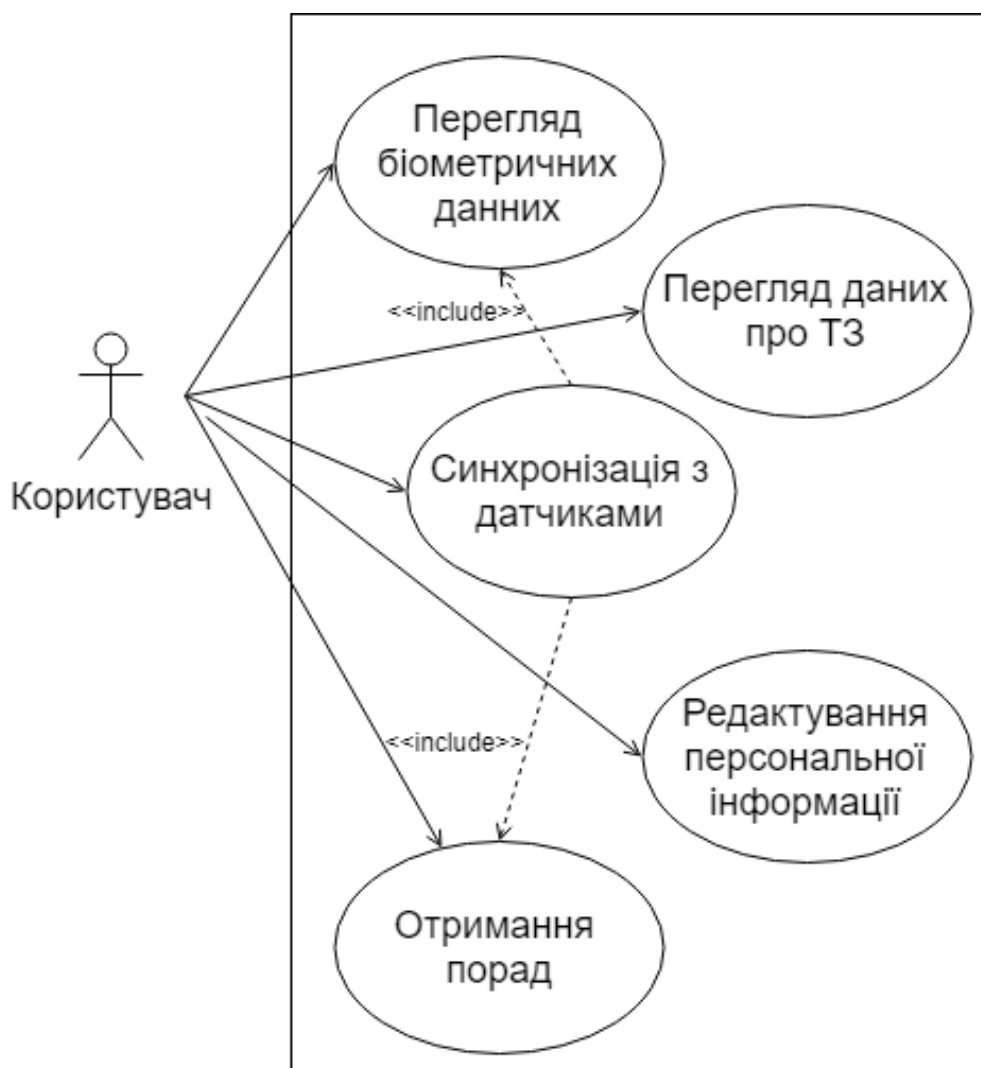 Перегляд
біометричних
данних
Перегляд даних
про ТЗ
<<include>>
Синхронізація з
датчиками
Користувач
Редактування
персональної
інформації
<<include>>
Отримання
порад